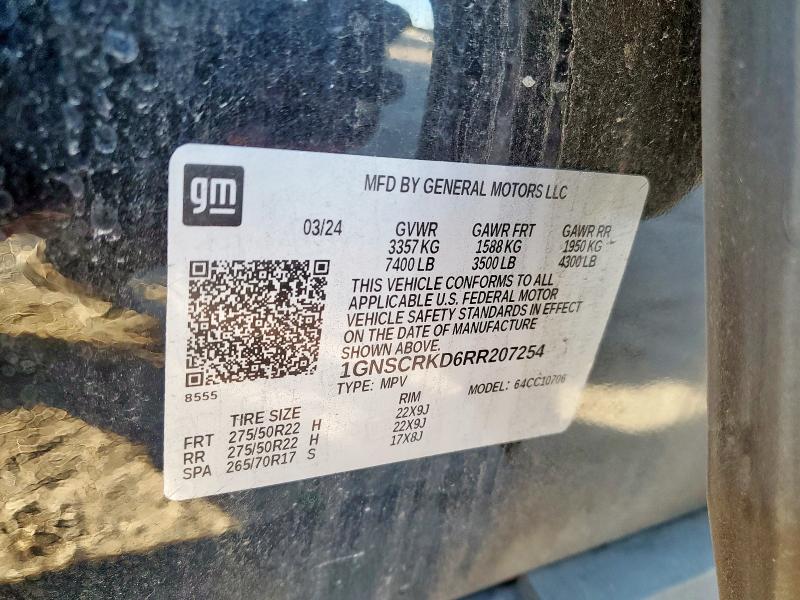 gm
MFD BY GENERAL MOTORS LLC
03/24 GVWR GAWR FRT GAWR RR
3357 KG 1588 KG 1950 KG
7400 LB 3500 LB 4300 LB
THIS VEHICLE CONFORMS TO ALL
APPLICABLE U.S. FEDERAL MOTOR
VEHICLE SAFETY STANDARDS IN EFFECT
ON THE DATE OF MANUFACTURE
SHOWN ABOVE.
1GNSCRKD6RR207254
TYPE: MPV MODEL: 64CC10706
8555
TIRE SIZE RIM
FRT 275/50R22 H 22X9J
RR 275/50R22 H 22X9J
SPA 265/70R17 S 17X8J